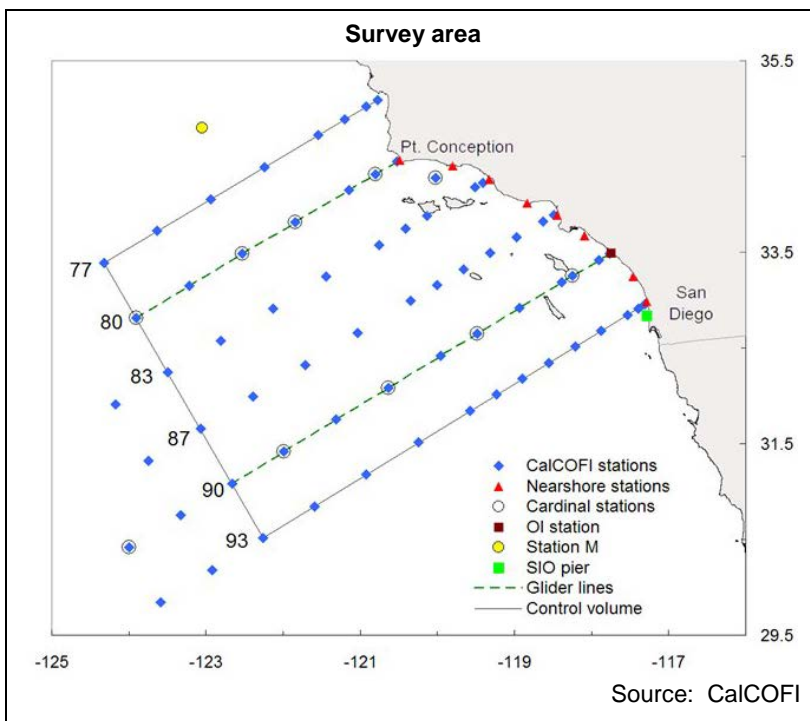 Survey area
35.5
Pt. Conception
33.5
77
San
Diego
80
83
87
31.5
90
93
CalCOFI stations
Nearshore stations
Cardinal stations
OI station
Station M
SIO pier
Glider lines
Control volume
29.5
-125 -123 -121 -119 -117
Source: CalCOFI